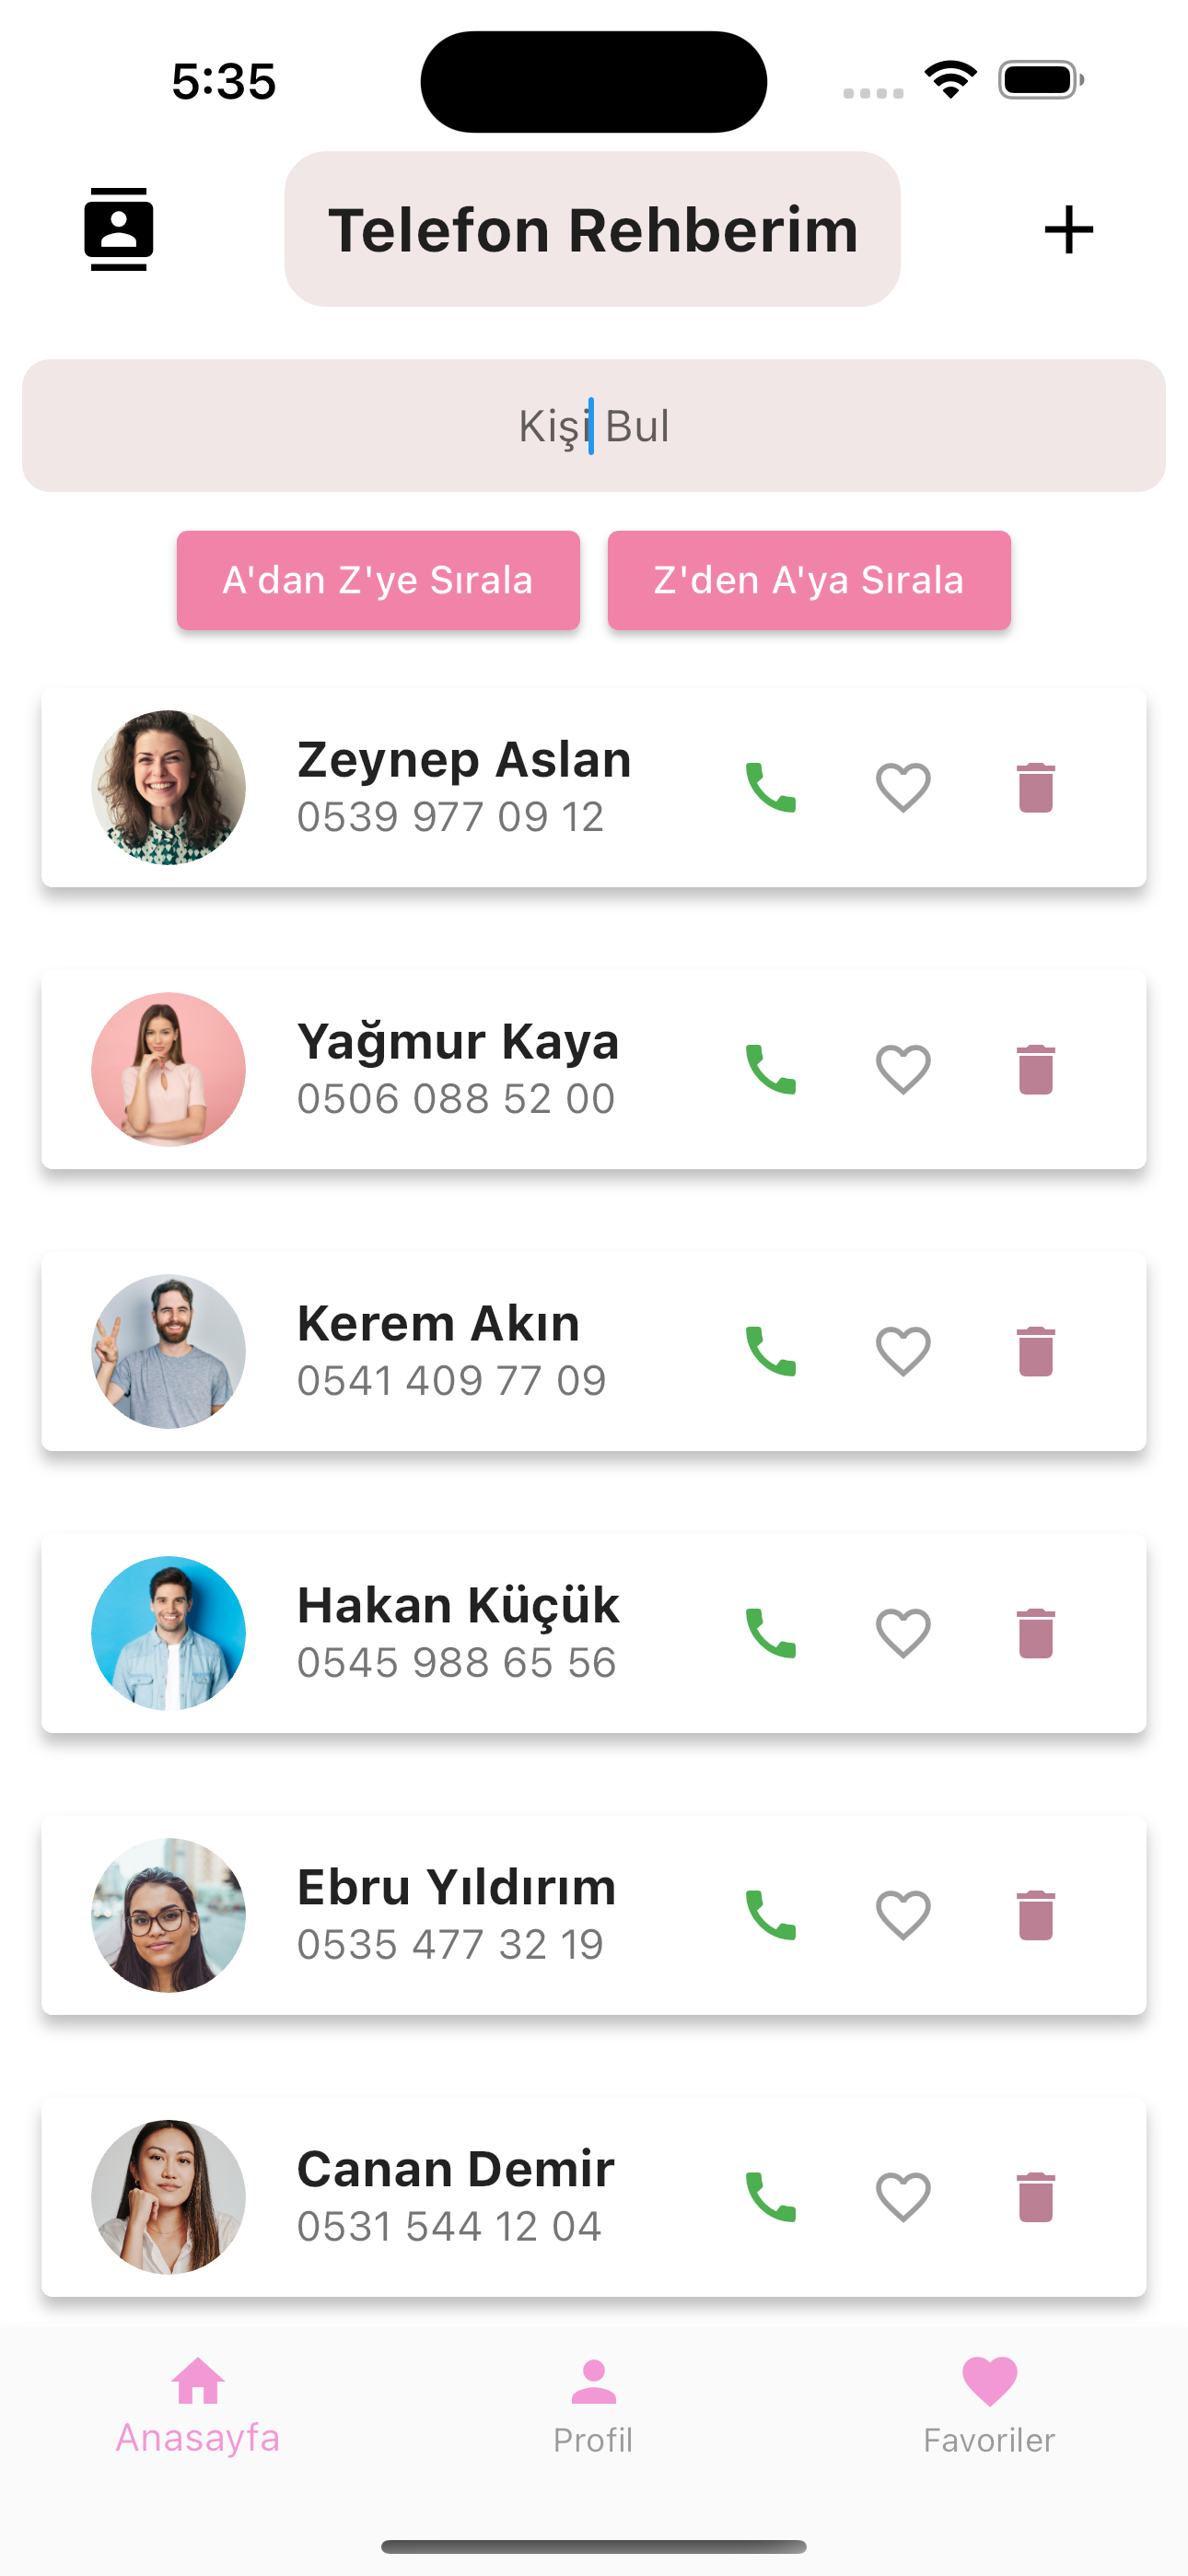 5:35
Telefon Rehberim
Kişi Bul
A'dan Z'ye Sırala
Z'den A'ya Sırala
Zeynep Aslan
0539 977 09 12
Yağmur Kaya
0506 088 52 00
Kerem Akın
0541 409 77 09
Hakan Küçük
0545 988 65 56
Ebru Yıldırım
0535 477 32 19
Canan Demir
0531 544 12 04
Anasayfa
Profil
Favoriler